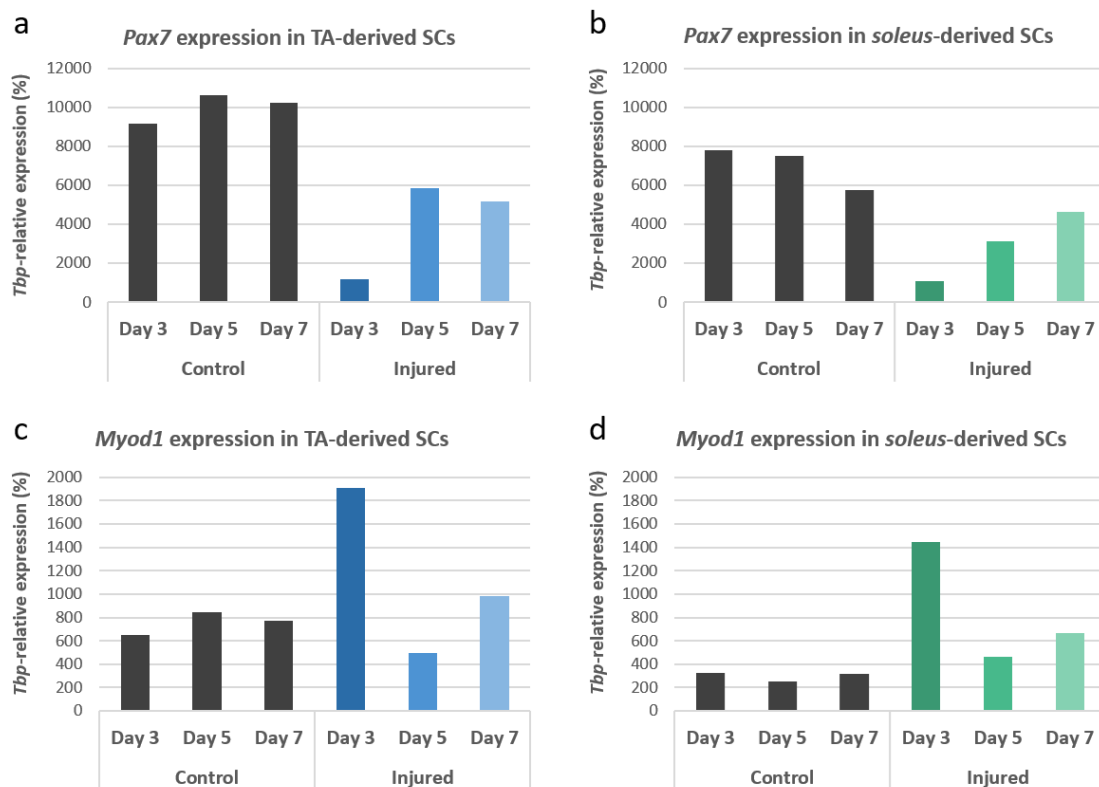 a
Pax7 expression in TA-derived SCs
Tbp-relative expression (%)
12000
10000
8000
6000
4000
2000
0
Day 3 Day 5 Day 7 Day 3 Day 5 Day 7
Control Injured
b
Pax7 expression in soleus-derived SCs
Tbp-relative expression (%)
12000
10000
8000
6000
4000
2000
0
Day 3 Day 5 Day 7 Day 3 Day 5 Day 7
Control Injured
c
Myod1 expression in TA-derived SCs
Tbp-relative expression (%)
2000
1800
1600
1400
1200
1000
800
600
400
200
0
Day 3 Day 5 Day 7 Day 3 Day 5 Day 7
Control Injured
d
Myod1 expression in soleus-derived SCs
Tbp-relative expression (%)
2000
1800
1600
1400
1200
1000
800
600
400
200
0
Day 3 Day 5 Day 7 Day 3 Day 5 Day 7
Control Injured